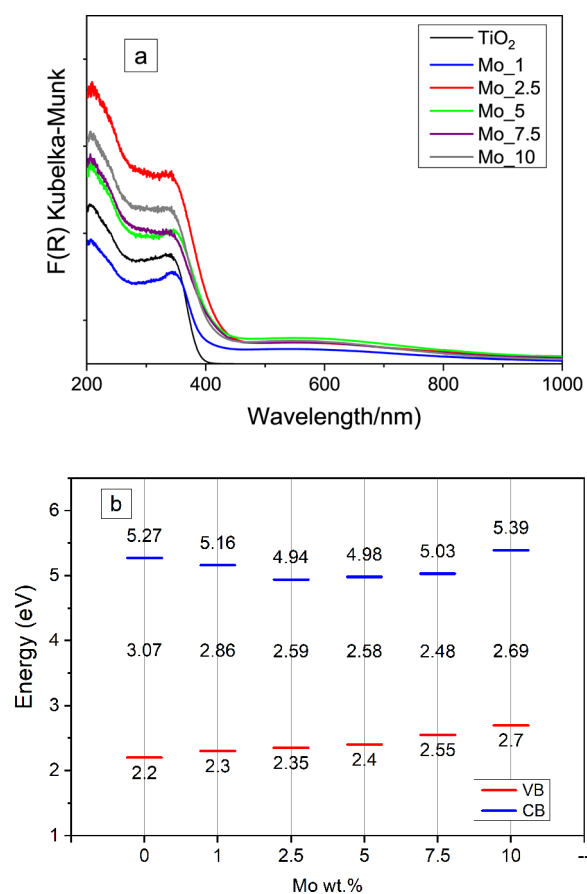 a
TiO2
Mo_1
Mo_2.5
Mo_5
Mo_7.5
Mo_10
F(R) Kubelka-Munk
200 400 600 800 1000
Wavelength/nm)
b
6
5
4
3
2
1
Energy (eV)
5.27 5.16 4.94 4.98 5.03 5.39
3.07 2.86 2.59 2.58 2.48 2.69
2.2 2.3 2.35 2.4 2.55 2.7
VB
CB
0 1 2.5 5 7.5 10 --
Mo wt.%